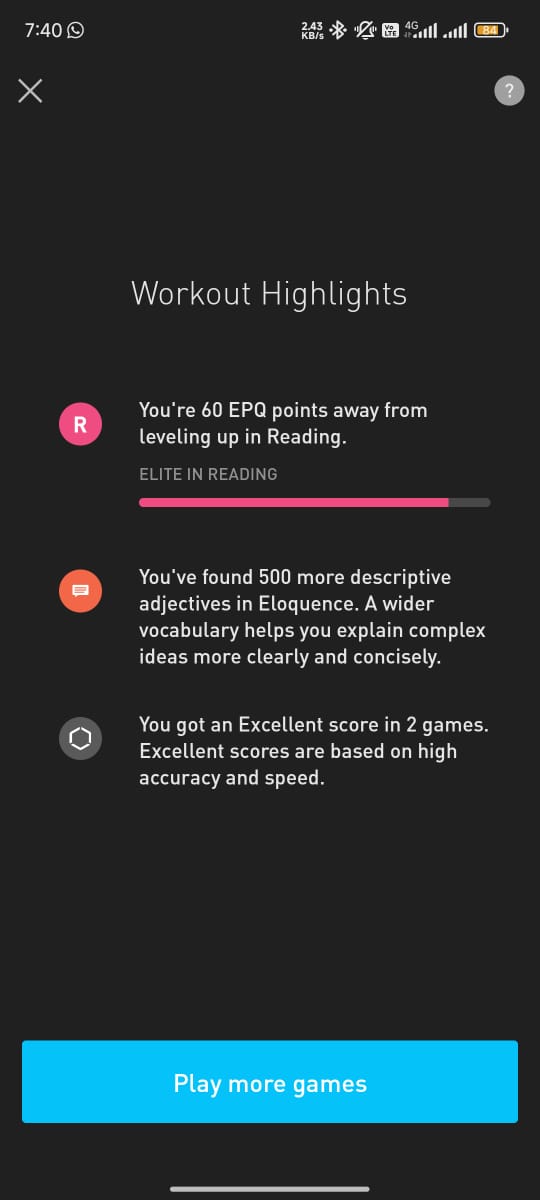 7:40
2.43
KB/s
Vo
LTE
4G
84
?
Workout Highlights
R
You're 60 EPQ points away from
leveling up in Reading.
ELITE IN READING
You've found 500 more descriptive
adjectives in Eloquence. A wider
vocabulary helps you explain complex
ideas more clearly and concisely.
You got an Excellent score in 2 games.
Excellent scores are based on high
accuracy and speed.
Play more games